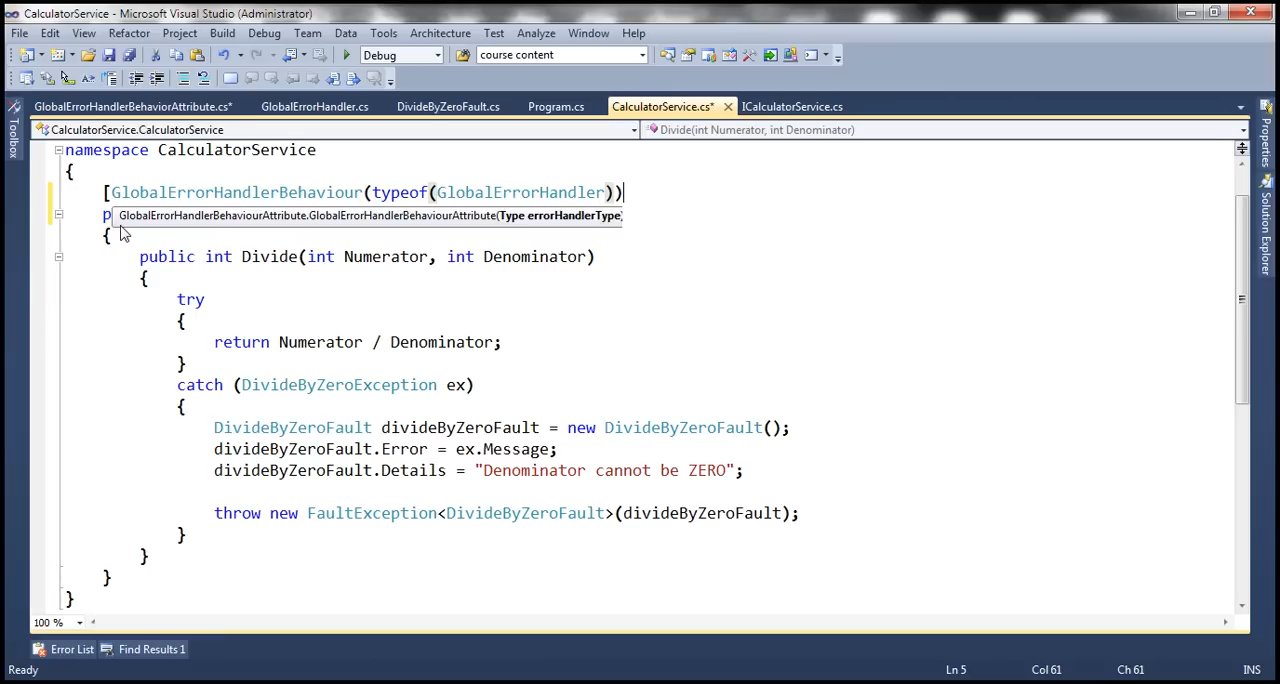 CalculatorService - Microsoft Visual Studio (Administrator)
File Edit View Refactor Project Build Debug Team Data Tools Architecture Test Analyze Window Help
Debug course content
GlobalErrorHandlerBehaviorAttribute.cs* GlobalErrorHandler.cs DivideByZeroFault.cs Program.cs CalculatorService.cs* ICalculatorService.cs
CalculatorService.CalculatorService Divide(int Numerator, int Denominator)
Toolbox
Properties
Solution Explorer
namespace CalculatorService
{
[GlobalErrorHandlerBehaviour(typeof(GlobalErrorHandler))
p GlobalErrorHandlerBehaviourAttribute.GlobalErrorHandlerBehaviourAttribute(Type errorHandlerType)
{
public int Divide(int Numerator, int Denominator)
{
try
{
return Numerator / Denominator;
}
catch (DivideByZeroException ex)
{
DivideByZeroFault divideByZeroFault = new DivideByZeroFault();
divideByZeroFault.Error = ex.Message;
divideByZeroFault.Details = "Denominator cannot be ZERO";
throw new FaultException<DivideByZeroFault>(divideByZeroFault);
}
}
}
}
100 %
Error List Find Results 1
Ready Ln 5 Col 61 Ch 61 INS